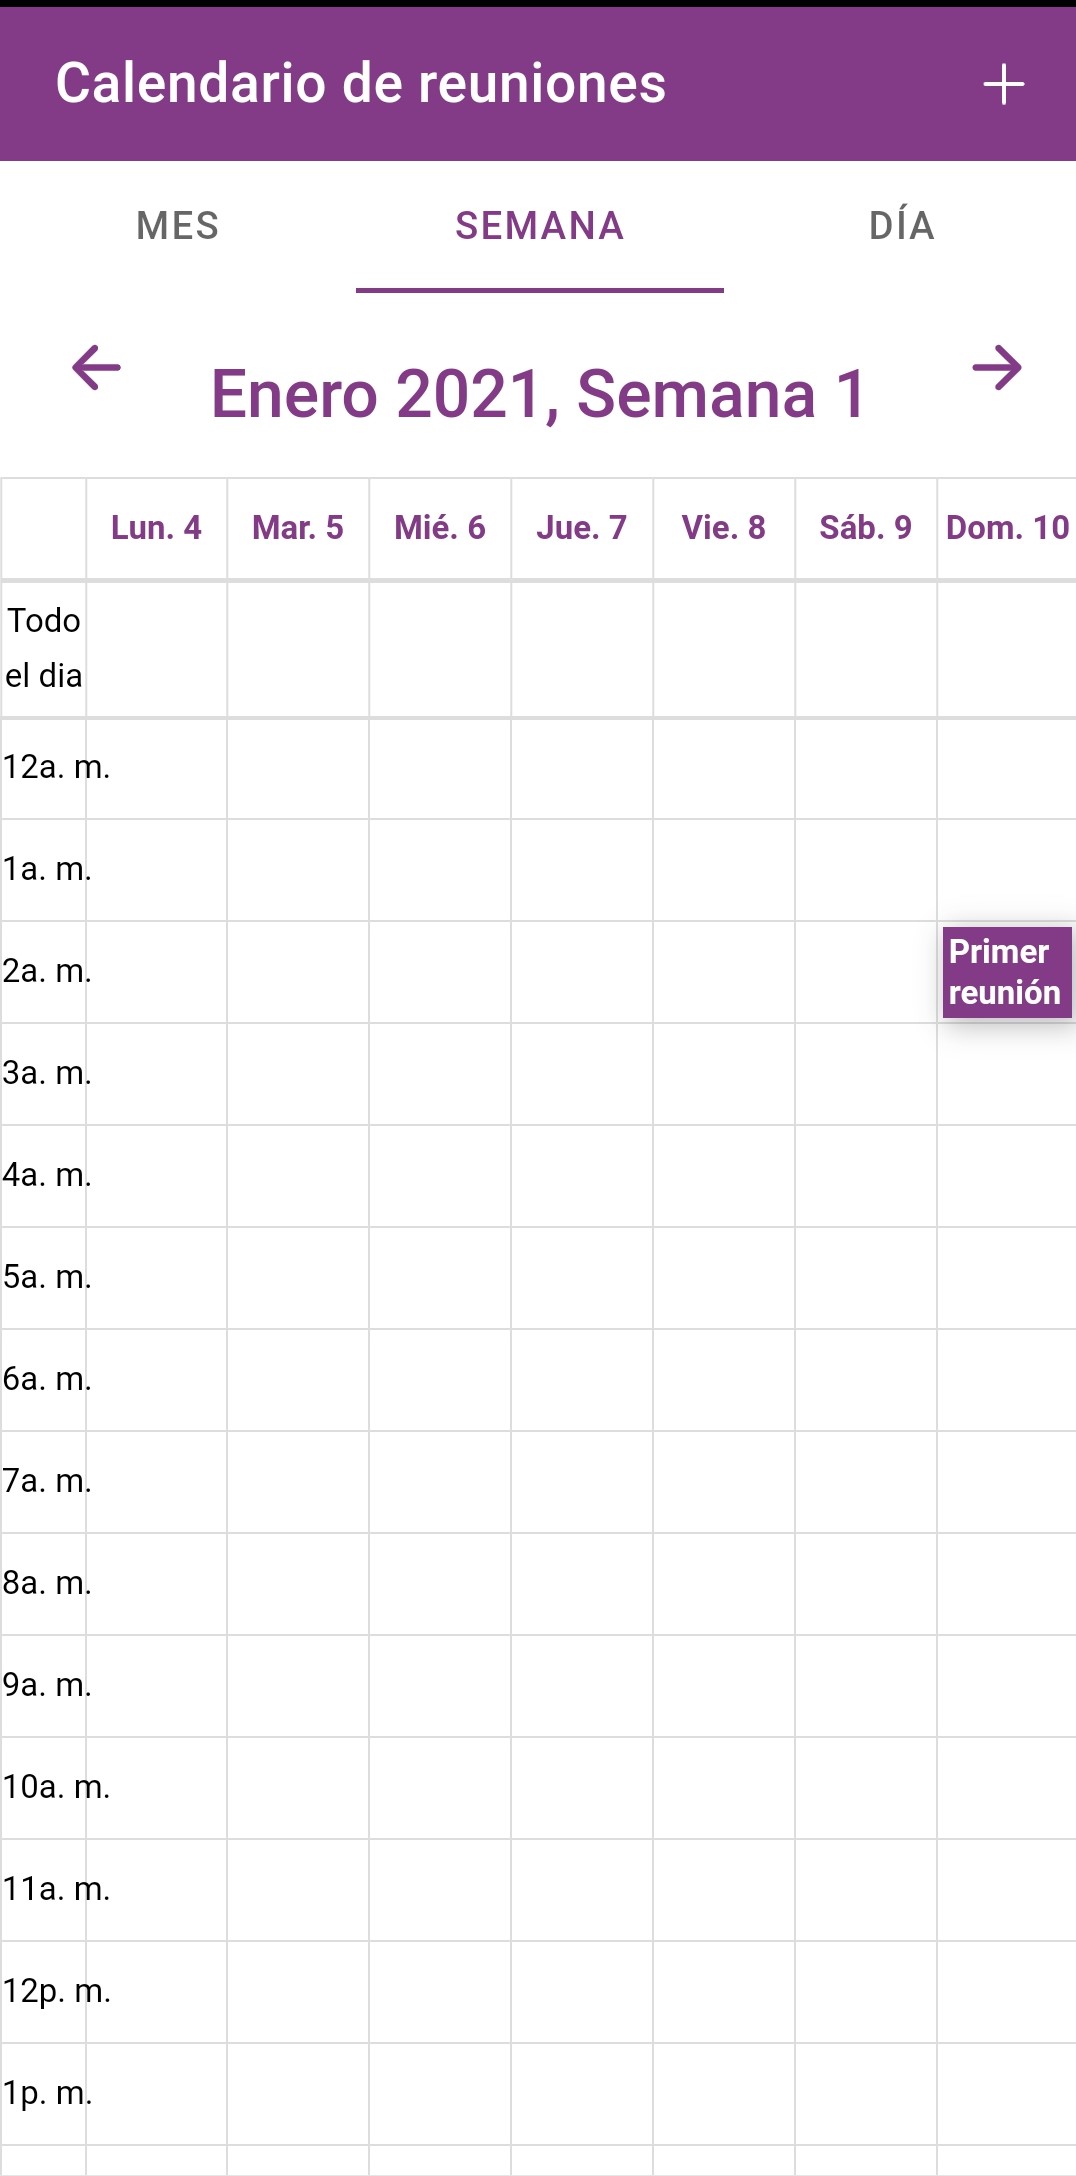 Calendario de reuniones
MES SEMANA DÍA
Enero 2021, Semana 1
Lun. 4 Mar. 5 Mié. 6 Jue. 7 Vie. 8 Sáb. 9 Dom. 10
Todo
el dia
12a. m.
1a. m.
2a. m.
Primer
reunión
3a. m.
4a. m.
5a. m.
6a. m.
7a. m.
8a. m.
9a. m.
10a. m.
11a. m.
12p. m.
1p. m.